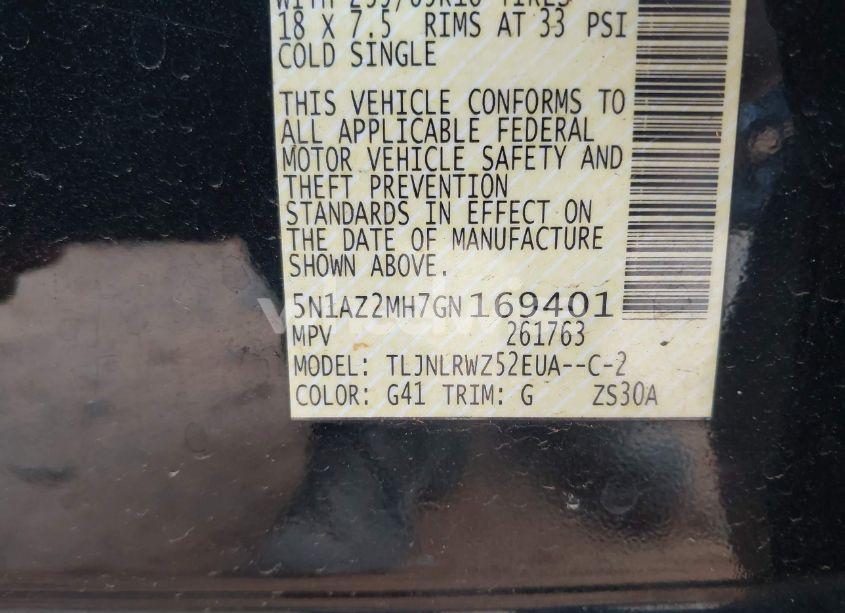 18 X 7.5 RIMS AT 33 PSI
COLD SINGLE
THIS VEHICLE CONFORMS TO
ALL APPLICABLE FEDERAL
MOTOR VEHICLE SAFETY AND
THEFT PREVENTION
STANDARDS IN EFFECT ON
THE DATE OF MANUFACTURE
SHOWN ABOVE.
5N1AZ2MH7GN169401
MPV 261763
MODEL: TLJNLRWZ52EUA--C-2
COLOR: G41 TRIM: G ZS30A